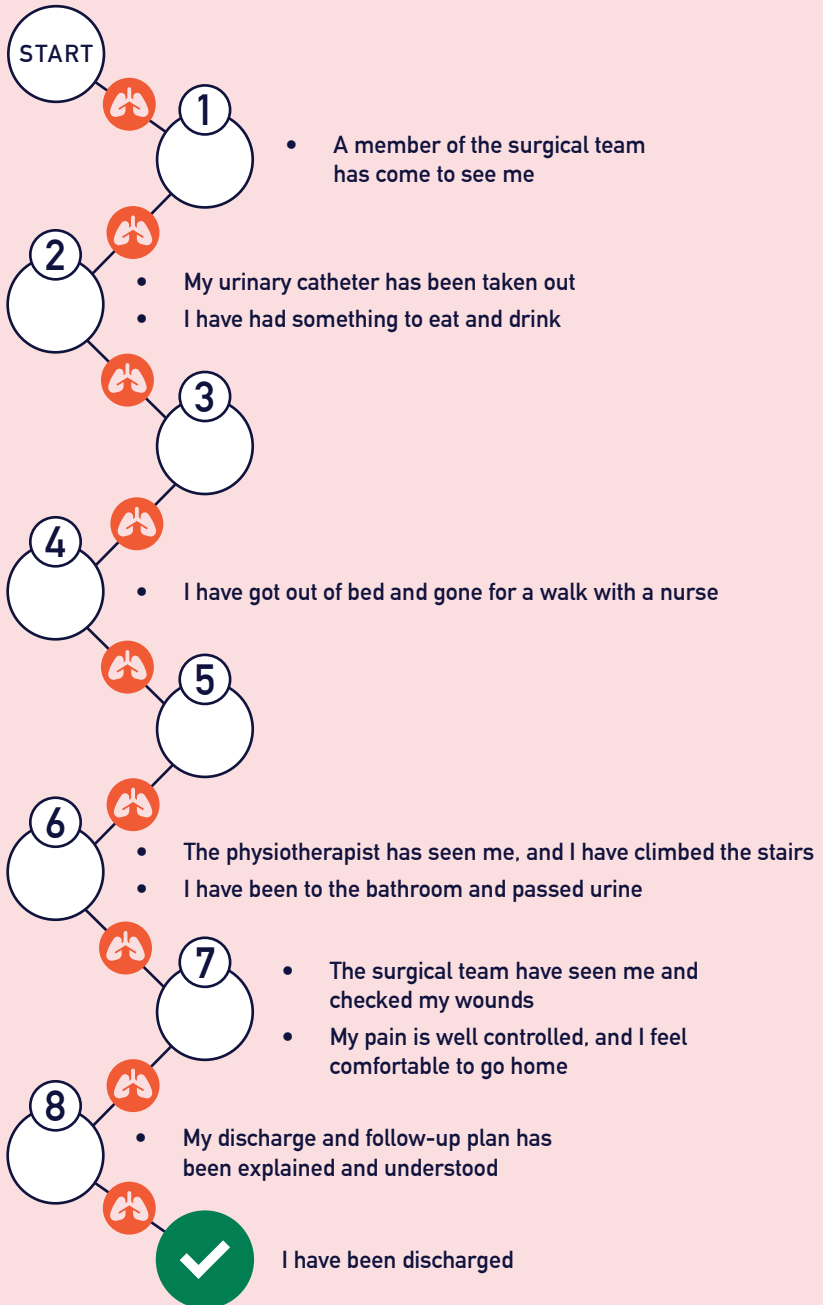 START
1
• A member of the surgical team
has come to see me
2
• My urinary catheter has been taken out
• I have had something to eat and drink
3
4
• I have got out of bed and gone for a walk with a nurse
5
6
• The physiotherapist has seen me, and I have climbed the stairs
• I have been to the bathroom and passed urine
7
• The surgical team have seen me and
checked my wounds
• My pain is well controlled, and I feel
comfortable to go home
8
• My discharge and follow-up plan has
been explained and understood
I have been discharged